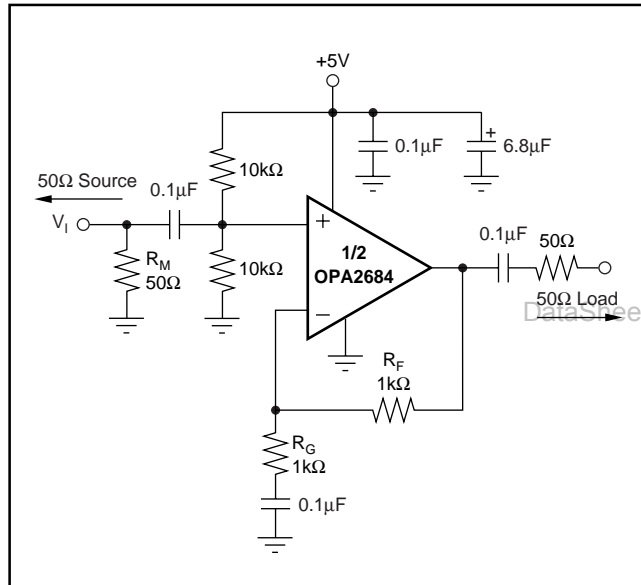 +5V
0.1µF
+
6.8µF
50Ω Source
0.1µF
10kΩ
V_I
R_M
50Ω
10kΩ
+
1/2
OPA2684
−
0.1µF
50Ω
50Ω Load
DataShee
R_F
1kΩ
R_G
1kΩ
0.1µF